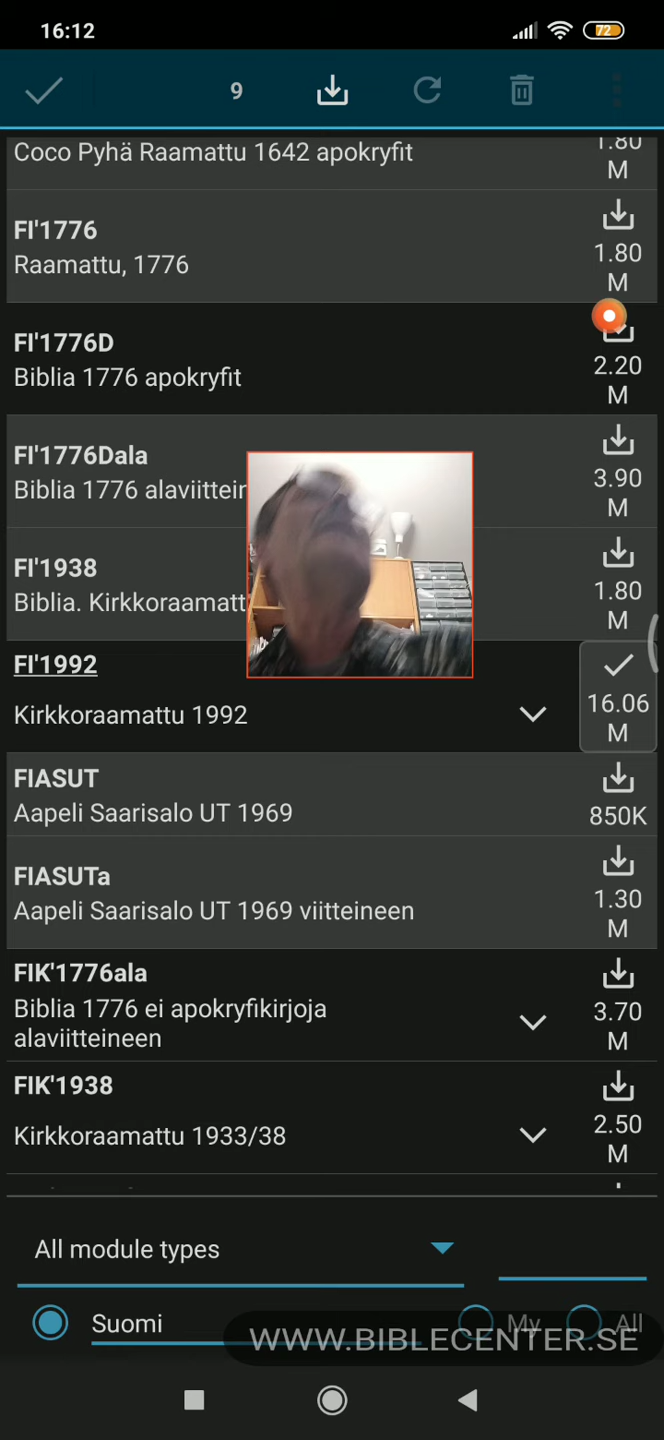 16:12
72
9
Coco Pyhä Raamattu 1642 apokryfit
1.80
M
FI'1776
Raamattu, 1776
1.80
M
FI'1776D
Biblia 1776 apokryfit
2.20
M
FI'1776Dala
Biblia 1776
3.90
M
FI'1938
Biblia.
1.80
M
FI'1992
Kirkkoraamattu 1992
16.06
M
FIASUT
Aapeli Saarisalo UT 1969
850K
FIASUTa
Aapeli Saarisalo UT 1969 viitteineen
1.30
M
FIK'1776ala
Biblia 1776 ei apokryfikirjoja
alaviitteineen
3.70
M
FIK'1938
Kirkkoraamattu 1933/38
2.50
M
All module types
Suomi
My
All
WWW.BIBLECENTER.SE